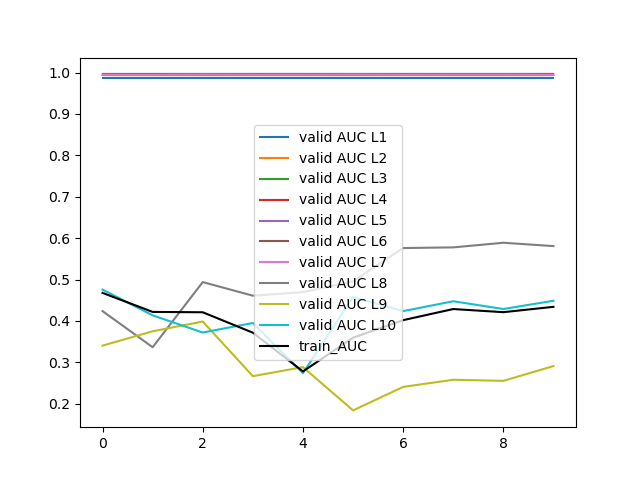 1.0
0.9
0.8
0.7
0.6
0.5
0.4
0.3
0.2
valid AUC L1
valid AUC L2
valid AUC L3
valid AUC L4
valid AUC L5
valid AUC L6
valid AUC L7
valid AUC L8
valid AUC L9
valid AUC L10
train_AUC
0 2 4 6 8